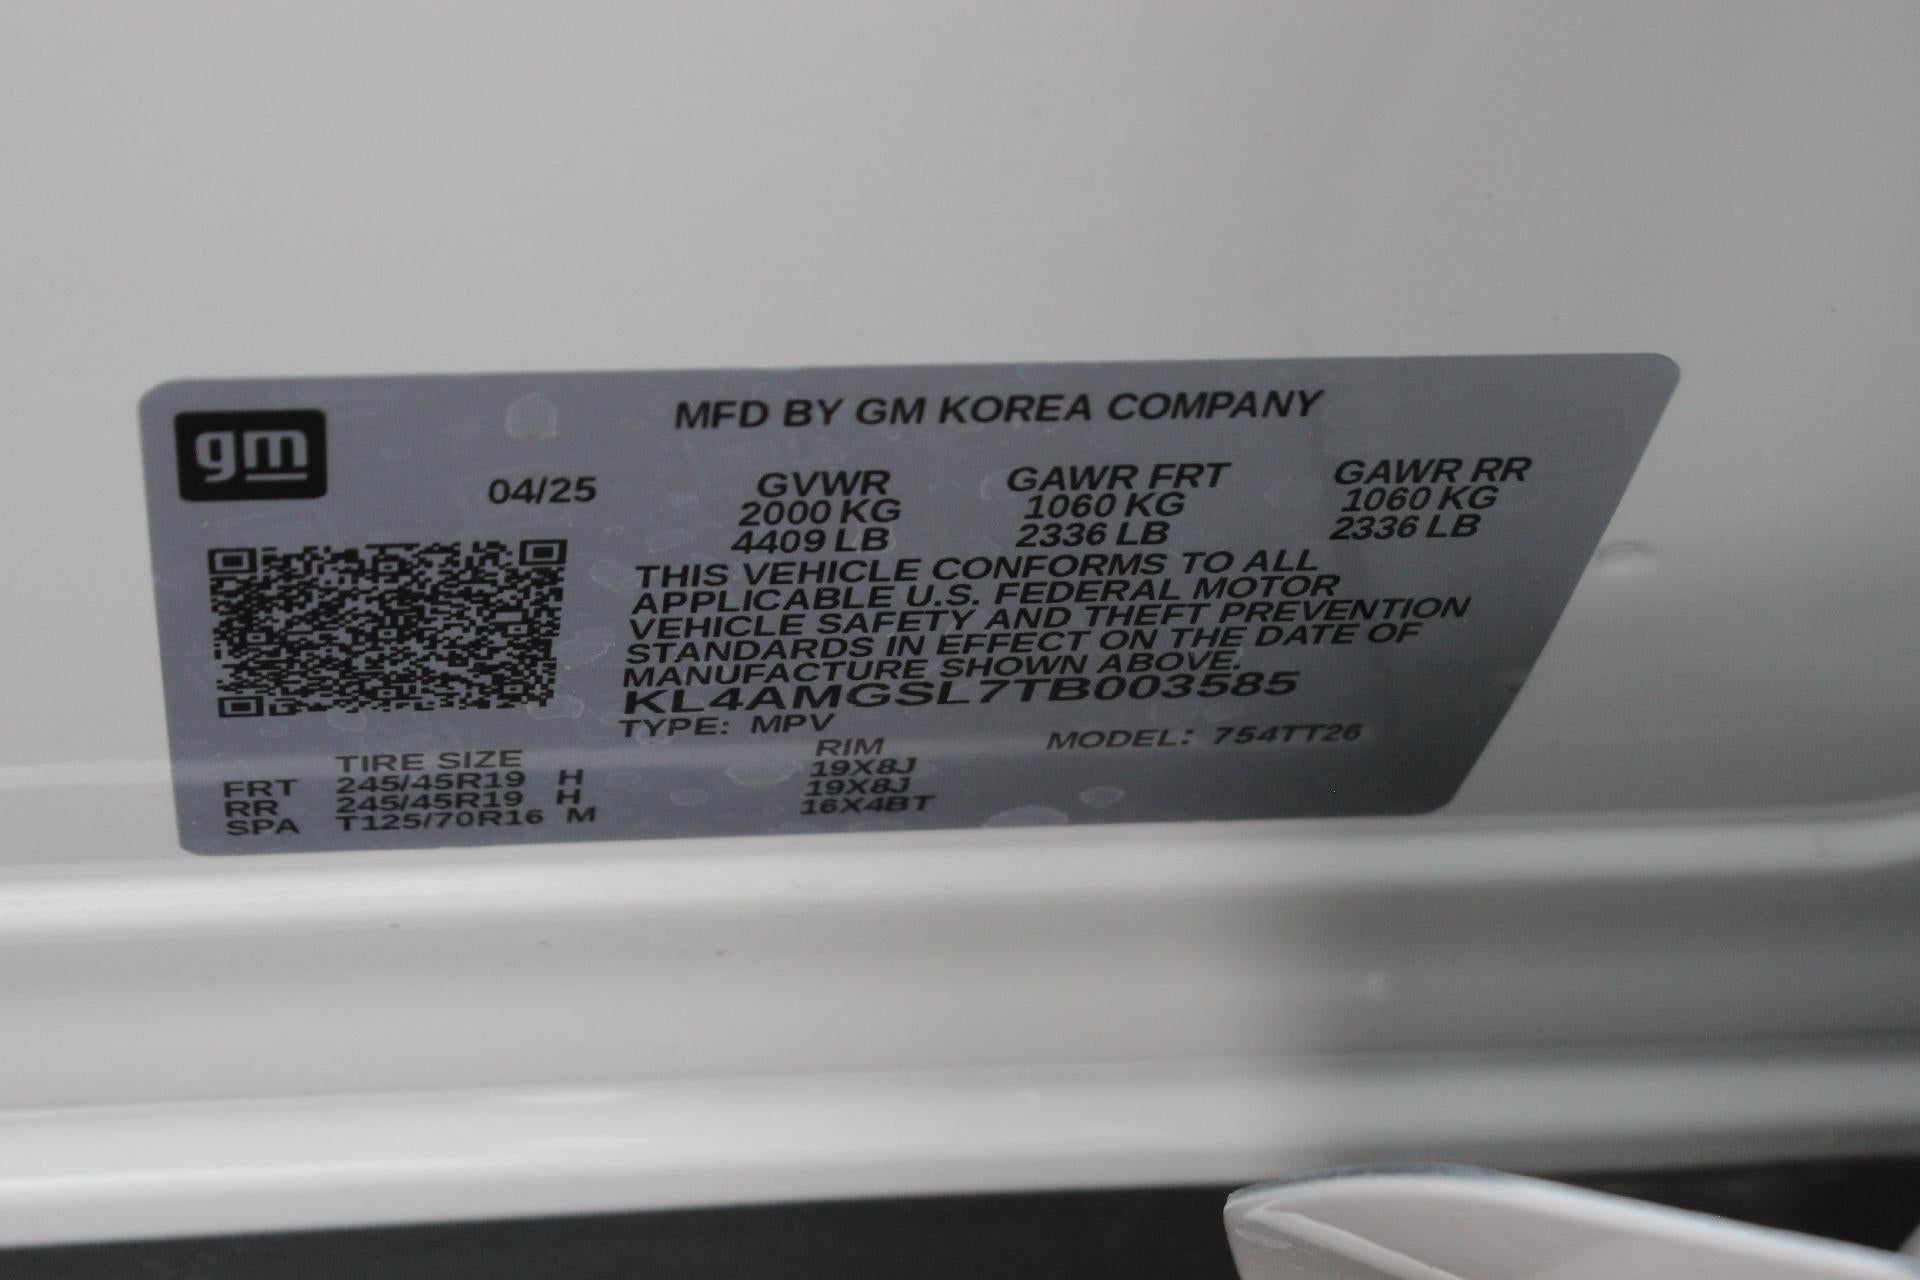 gm
MFD BY GM KOREA COMPANY
04/25
GVWR GAWR FRT GAWR RR
2000 KG 1060 KG 1060 KG
4409 LB 2336 LB 2336 LB
THIS VEHICLE CONFORMS TO ALL
APPLICABLE U.S. FEDERAL MOTOR
VEHICLE SAFETY AND THEFT PREVENTION
STANDARDS IN EFFECT ON THE DATE OF
MANUFACTURE SHOWN ABOVE.
KL4AMGSL7TB003585
TYPE: MPV MODEL: 754TT26
TIRE SIZE RIM
FRT 245/45R19 H 19X8J
RR 245/45R19 H 19X8J
SPA T125/70R16 M 16X4BT